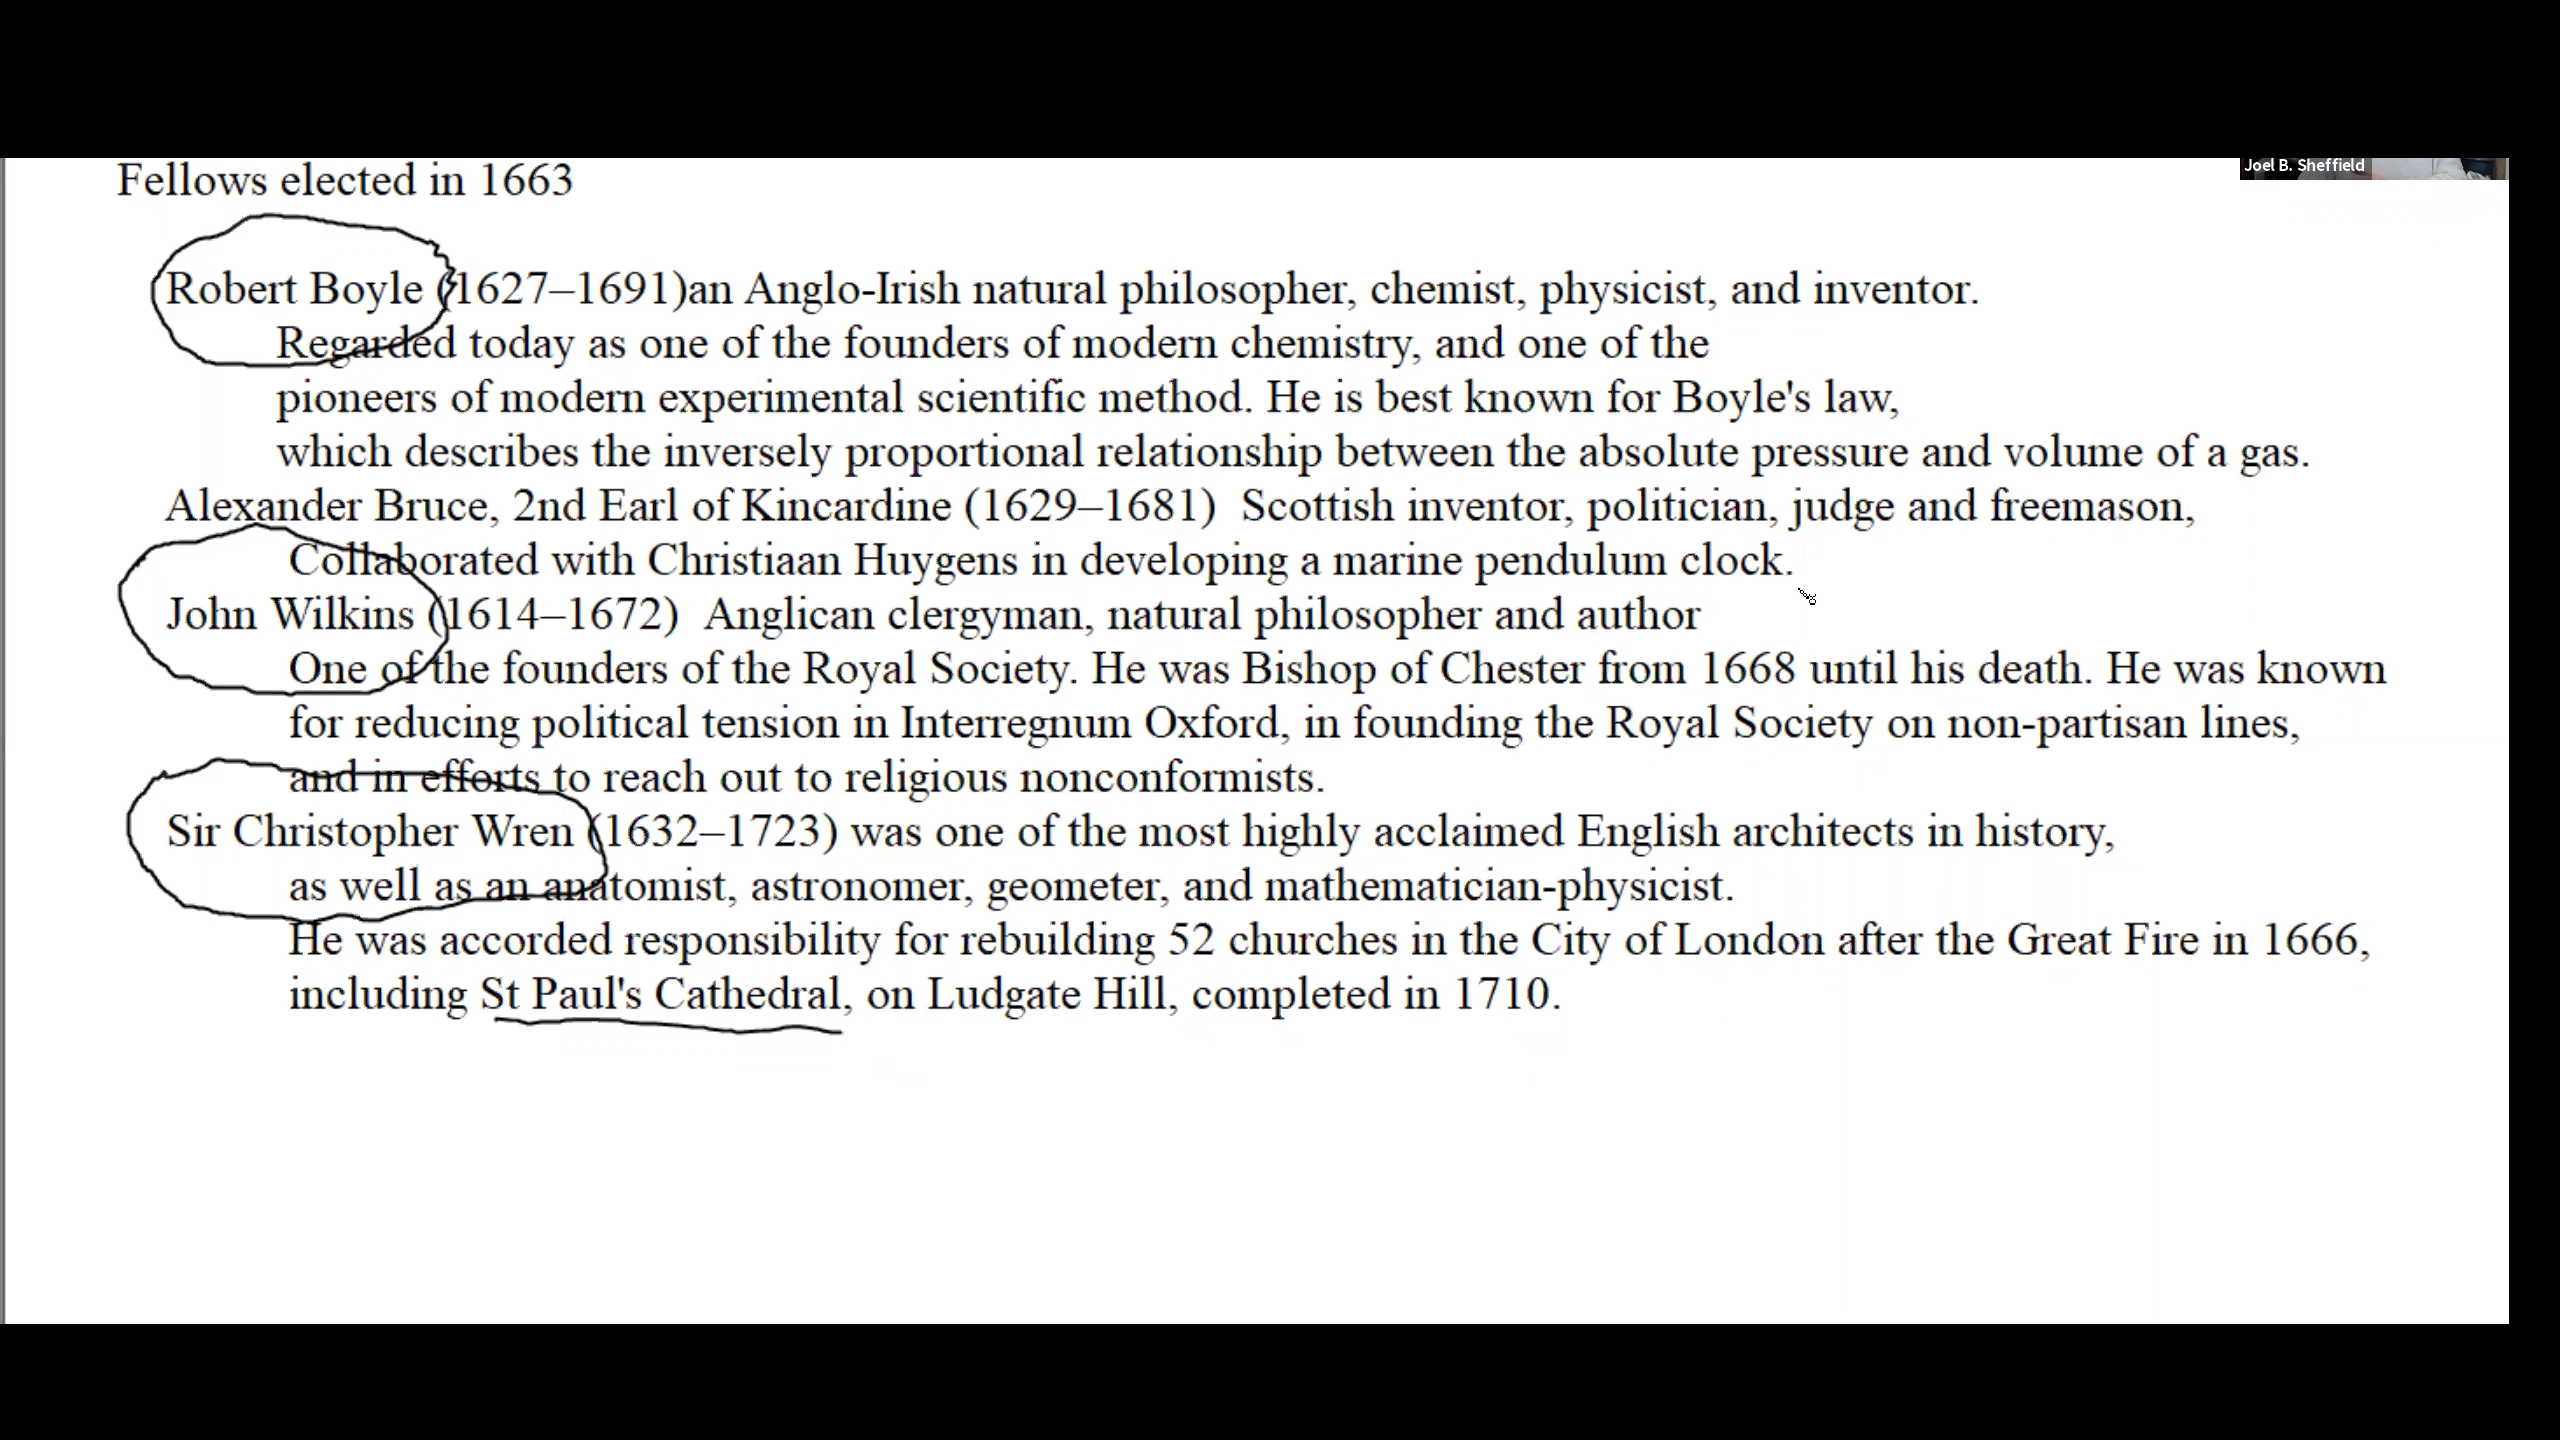 Fellows elected in 1663
Joel B. Sheffield
Robert Boyle (1627–1691)an Anglo-Irish natural philosopher, chemist, physicist, and inventor.
Regarded today as one of the founders of modern chemistry, and one of the
pioneers of modern experimental scientific method. He is best known for Boyle's law,
which describes the inversely proportional relationship between the absolute pressure and volume of a gas.
Alexander Bruce, 2nd Earl of Kincardine (1629–1681)  Scottish inventor, politician, judge and freemason,
Collaborated with Christiaan Huygens in developing a marine pendulum clock.
John Wilkins (1614–1672)  Anglican clergyman, natural philosopher and author
One of the founders of the Royal Society. He was Bishop of Chester from 1668 until his death. He was known
for reducing political tension in Interregnum Oxford, in founding the Royal Society on non-partisan lines,
and in efforts to reach out to religious nonconformists.
Sir Christopher Wren (1632–1723) was one of the most highly acclaimed English architects in history,
as well as an anatomist, astronomer, geometer, and mathematician-physicist.
He was accorded responsibility for rebuilding 52 churches in the City of London after the Great Fire in 1666,
including St Paul's Cathedral, on Ludgate Hill, completed in 1710.